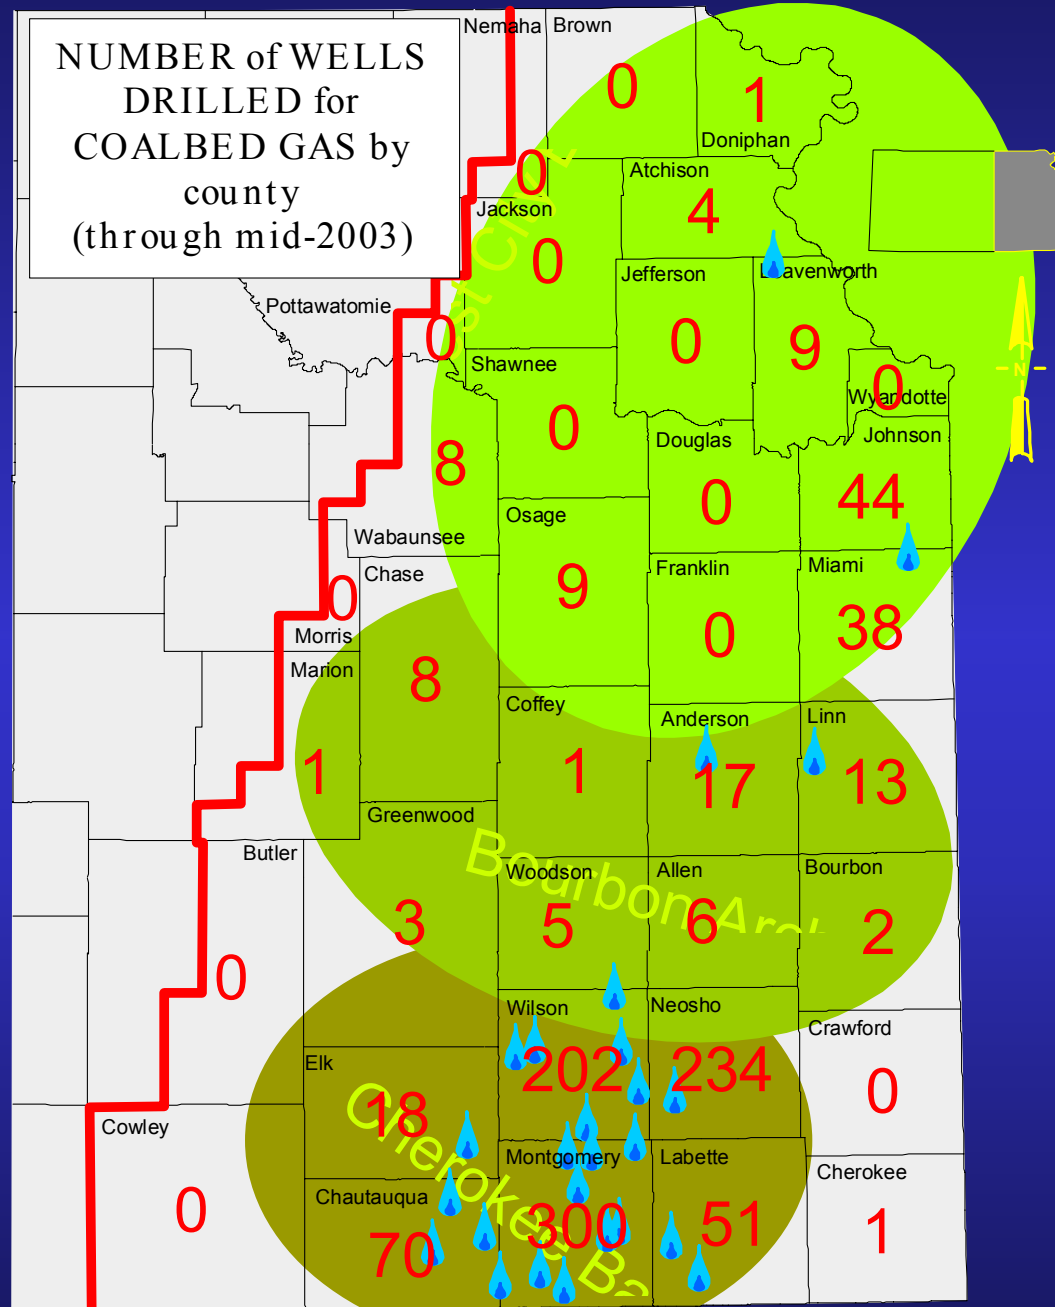 NUMBER of WELLS
DRILLED for
COALBED GAS by
county
(through mid-2003)
Nemaha
Brown
0
1
Doniphan
0
Atchison
4
Jackson
0
Jefferson
Leavenworth
Pottawatomie
0
0
9
Shawnee
0
Wyandotte
0
Douglas
Johnson
8
0
44
Osage
Wabaunsee
Chase
Franklin
Miami
N
0
9
0
38
Morris
Marion
8
Coffey
Anderson
Linn
1
1
17
13
Greenwood
Butler
Bourbon
Woodson
Allen
Bourbon
3
5
6
2
0
Wilson
Neosho
Crawford
Elk
202
234
0
18
Cowley
Cherokee
Montgomery
Labette
Cherokee
Chautauqua
0
70
300
51
1